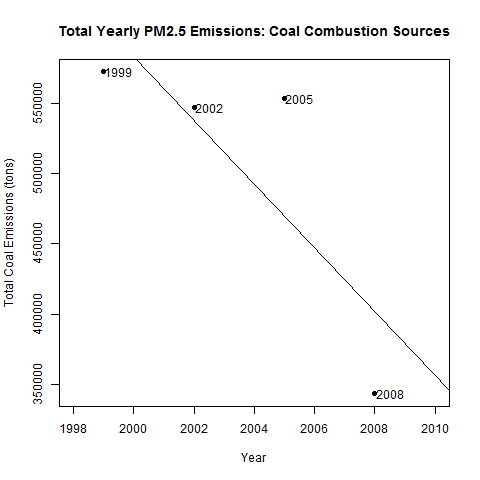 Total Yearly PM2.5 Emissions: Coal Combustion Sources
Total Coal Emissions (tons)
550000
500000
450000
400000
350000
1999
2002
2005
2008
1998 2000 2002 2004 2006 2008 2010
Year